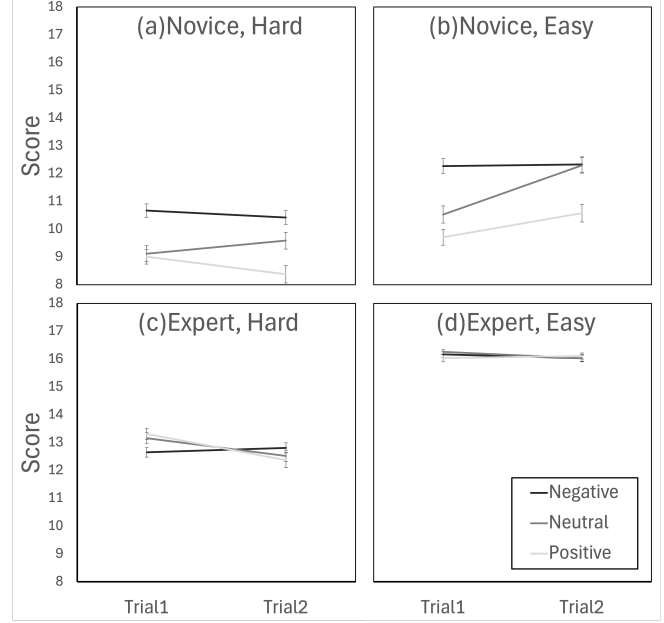 (a)Novice, Hard
(b)Novice, Easy
Score
18
17
16
15
14
13
12
11
10
9
8
(c)Expert, Hard
(d)Expert, Easy
Score
18
17
16
15
14
13
12
11
10
9
8
Negative
Neutral
Positive
Trial1
Trial2
Trial1
Trial2